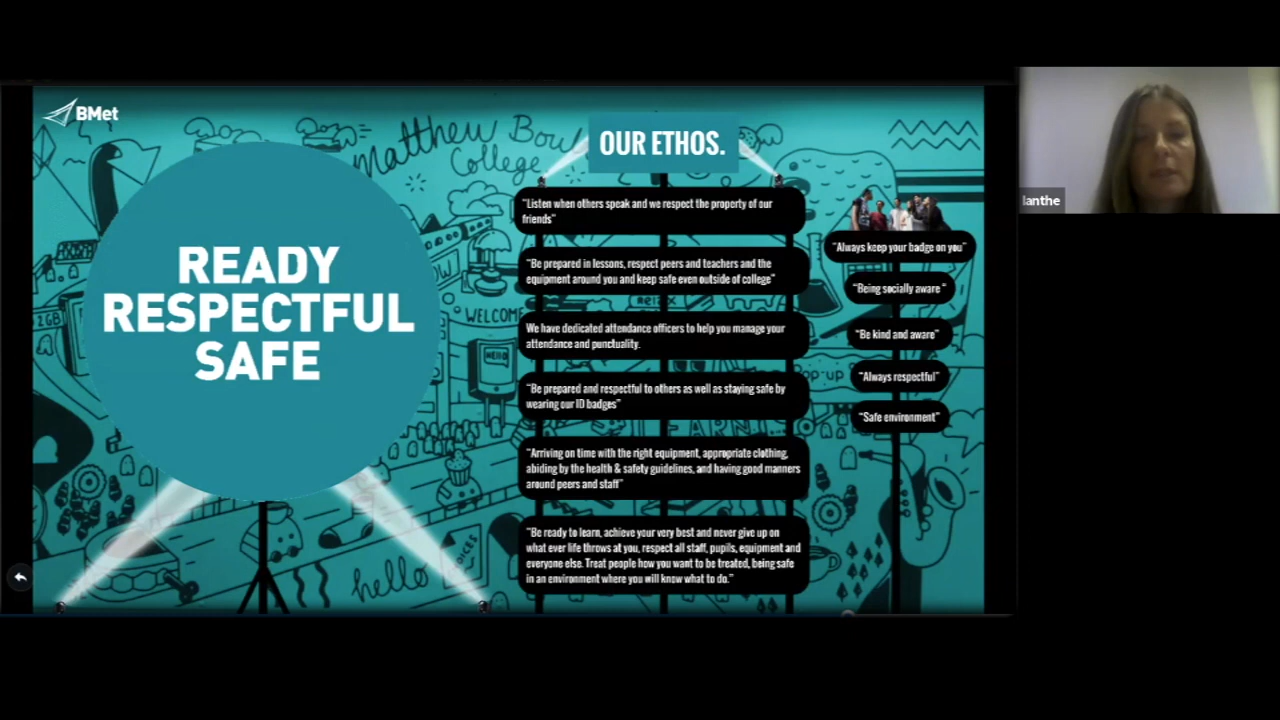 BMet
Matthew Boul
College
READY
RESPECTFUL
SAFE
OUR ETHOS.
“Listen when others speak and we respect the property of our
friends”
“Be prepared in lessons, respect peers and teachers and the
equipment around you and keep safe even outside of college”
We have dedicated attendance officers to help you manage your
attendance and punctuality.
“Be prepared and respectful to others as well as staying safe by
wearing our ID badges”
“Arriving on time with the right equipment, appropriate clothing,
abiding by the health & safety guidelines, and having good manners
around peers and staff”
“Be ready to learn, achieve your very best and never give up on
what ever life throws at you, respect all staff, pupils, equipment and
everyone else. Treat people how you want to be treated, being safe
in an environment where you will know what to do.”
“Always keep your badge on you”
“Being socially aware “
“Be kind and aware”
“Always respectful”
“Safe environment”
2GB
WELCOME
HELLO
LEARN
hello
Ianthe